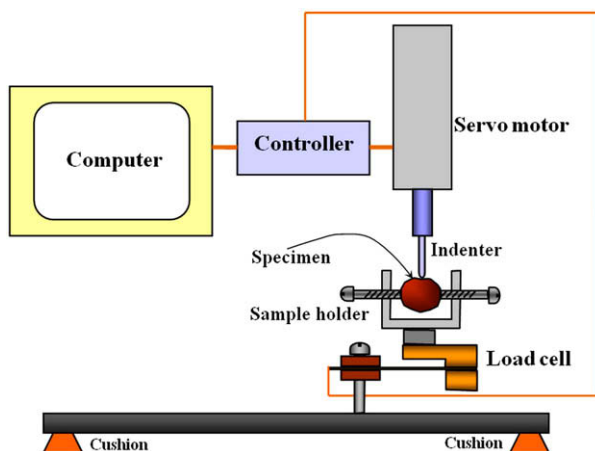 Servo motor
Controller
Computer
Indenter
Specimen
Sample holder
Load cell
Cushion
Cushion